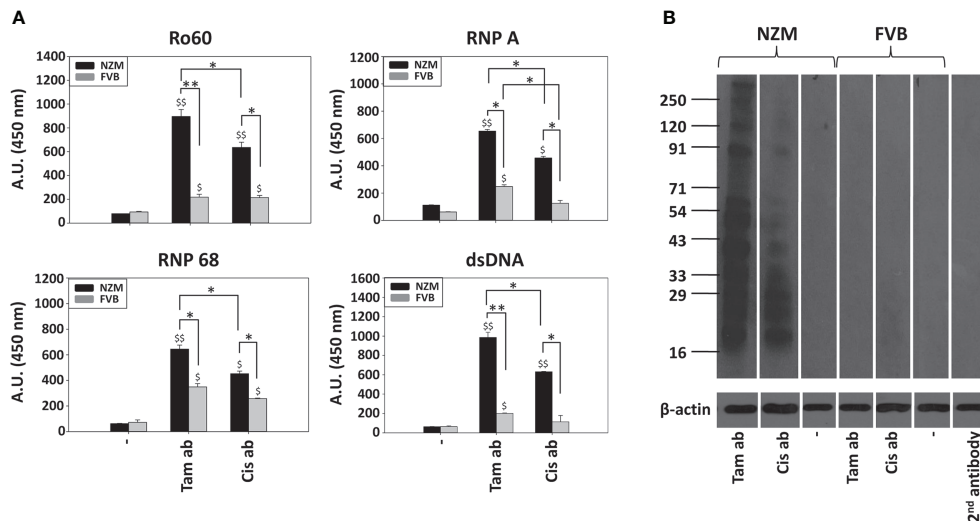 A
Ro60
A.U. (450 nm)
1400
1200
1000
800
600
400
200
0
NZM
FVB
$$
**
$
*
$$
*
$
RNP A
A.U. (450 nm)
1200
1000
800
600
400
200
0
NZM
FVB
*
*
$$
*
$
$
*
$
RNP 68
A.U. (450 nm)
1200
1000
800
600
400
200
0
NZM
FVB
*
$$
*
$
$
*
$
-
Tam ab
Cis ab
dsDNA
A.U. (450 nm)
1600
1400
1200
1000
800
600
400
200
0
NZM
FVB
*
$$
**
$
$$
*
-
Tam ab
Cis ab
B
NZM
FVB
250
120
91
71
54
43
33
29
16
β-actin
Tam ab
Cis ab
-
Tam ab
Cis ab
-
2nd antibody